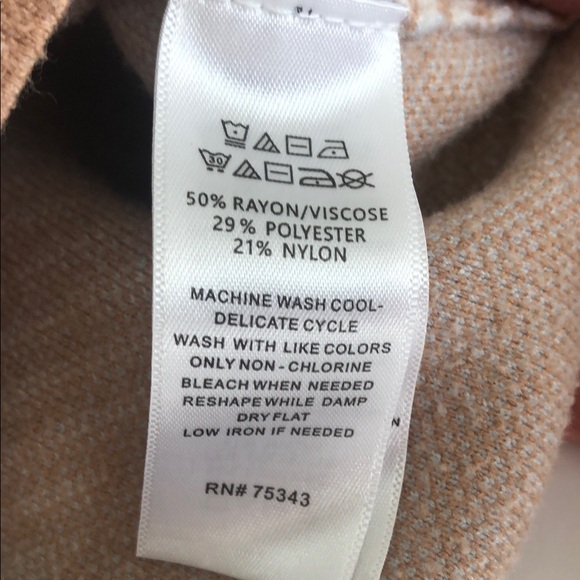 30
50% RAYON/VISCOSE
29% POLYESTER
21% NYLON
MACHINE WASH COOL-
DELICATE CYCLE
WASH WITH LIKE COLORS
ONLY NON-CHLORINE
BLEACH WHEN NEEDED
RESHAPE WHILE DAMP
DRY FLAT
LOW IRON IF NEEDED
N
RN# 75343